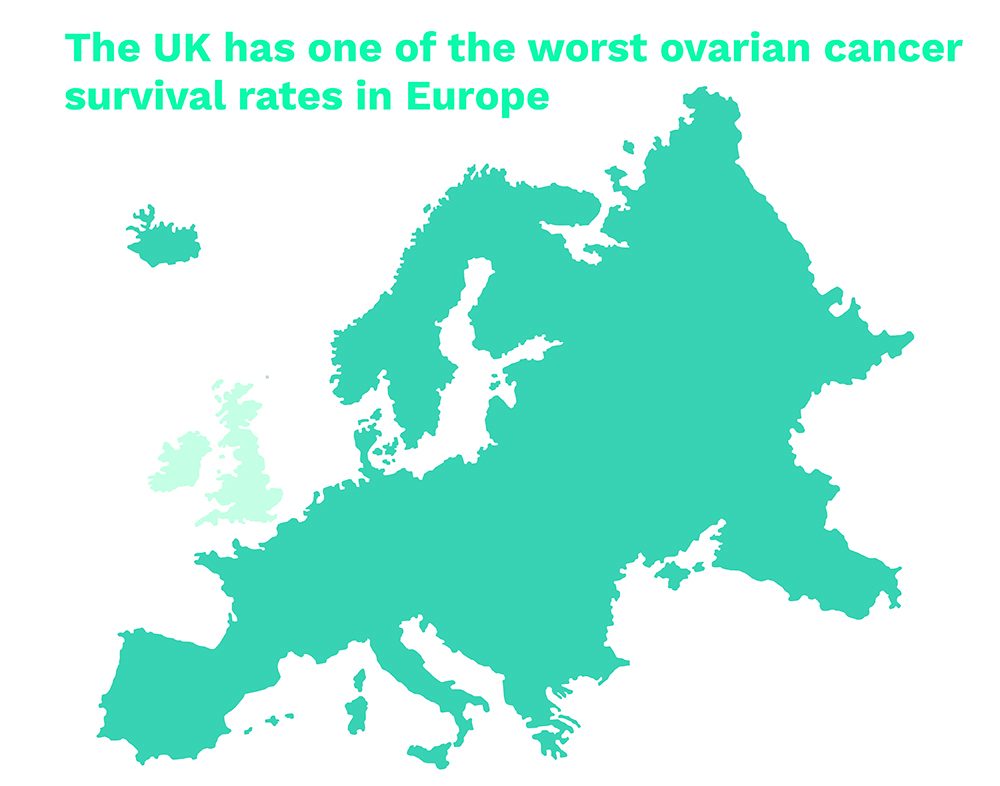 The UK has one of the worst ovarian cancer
survival rates in Europe